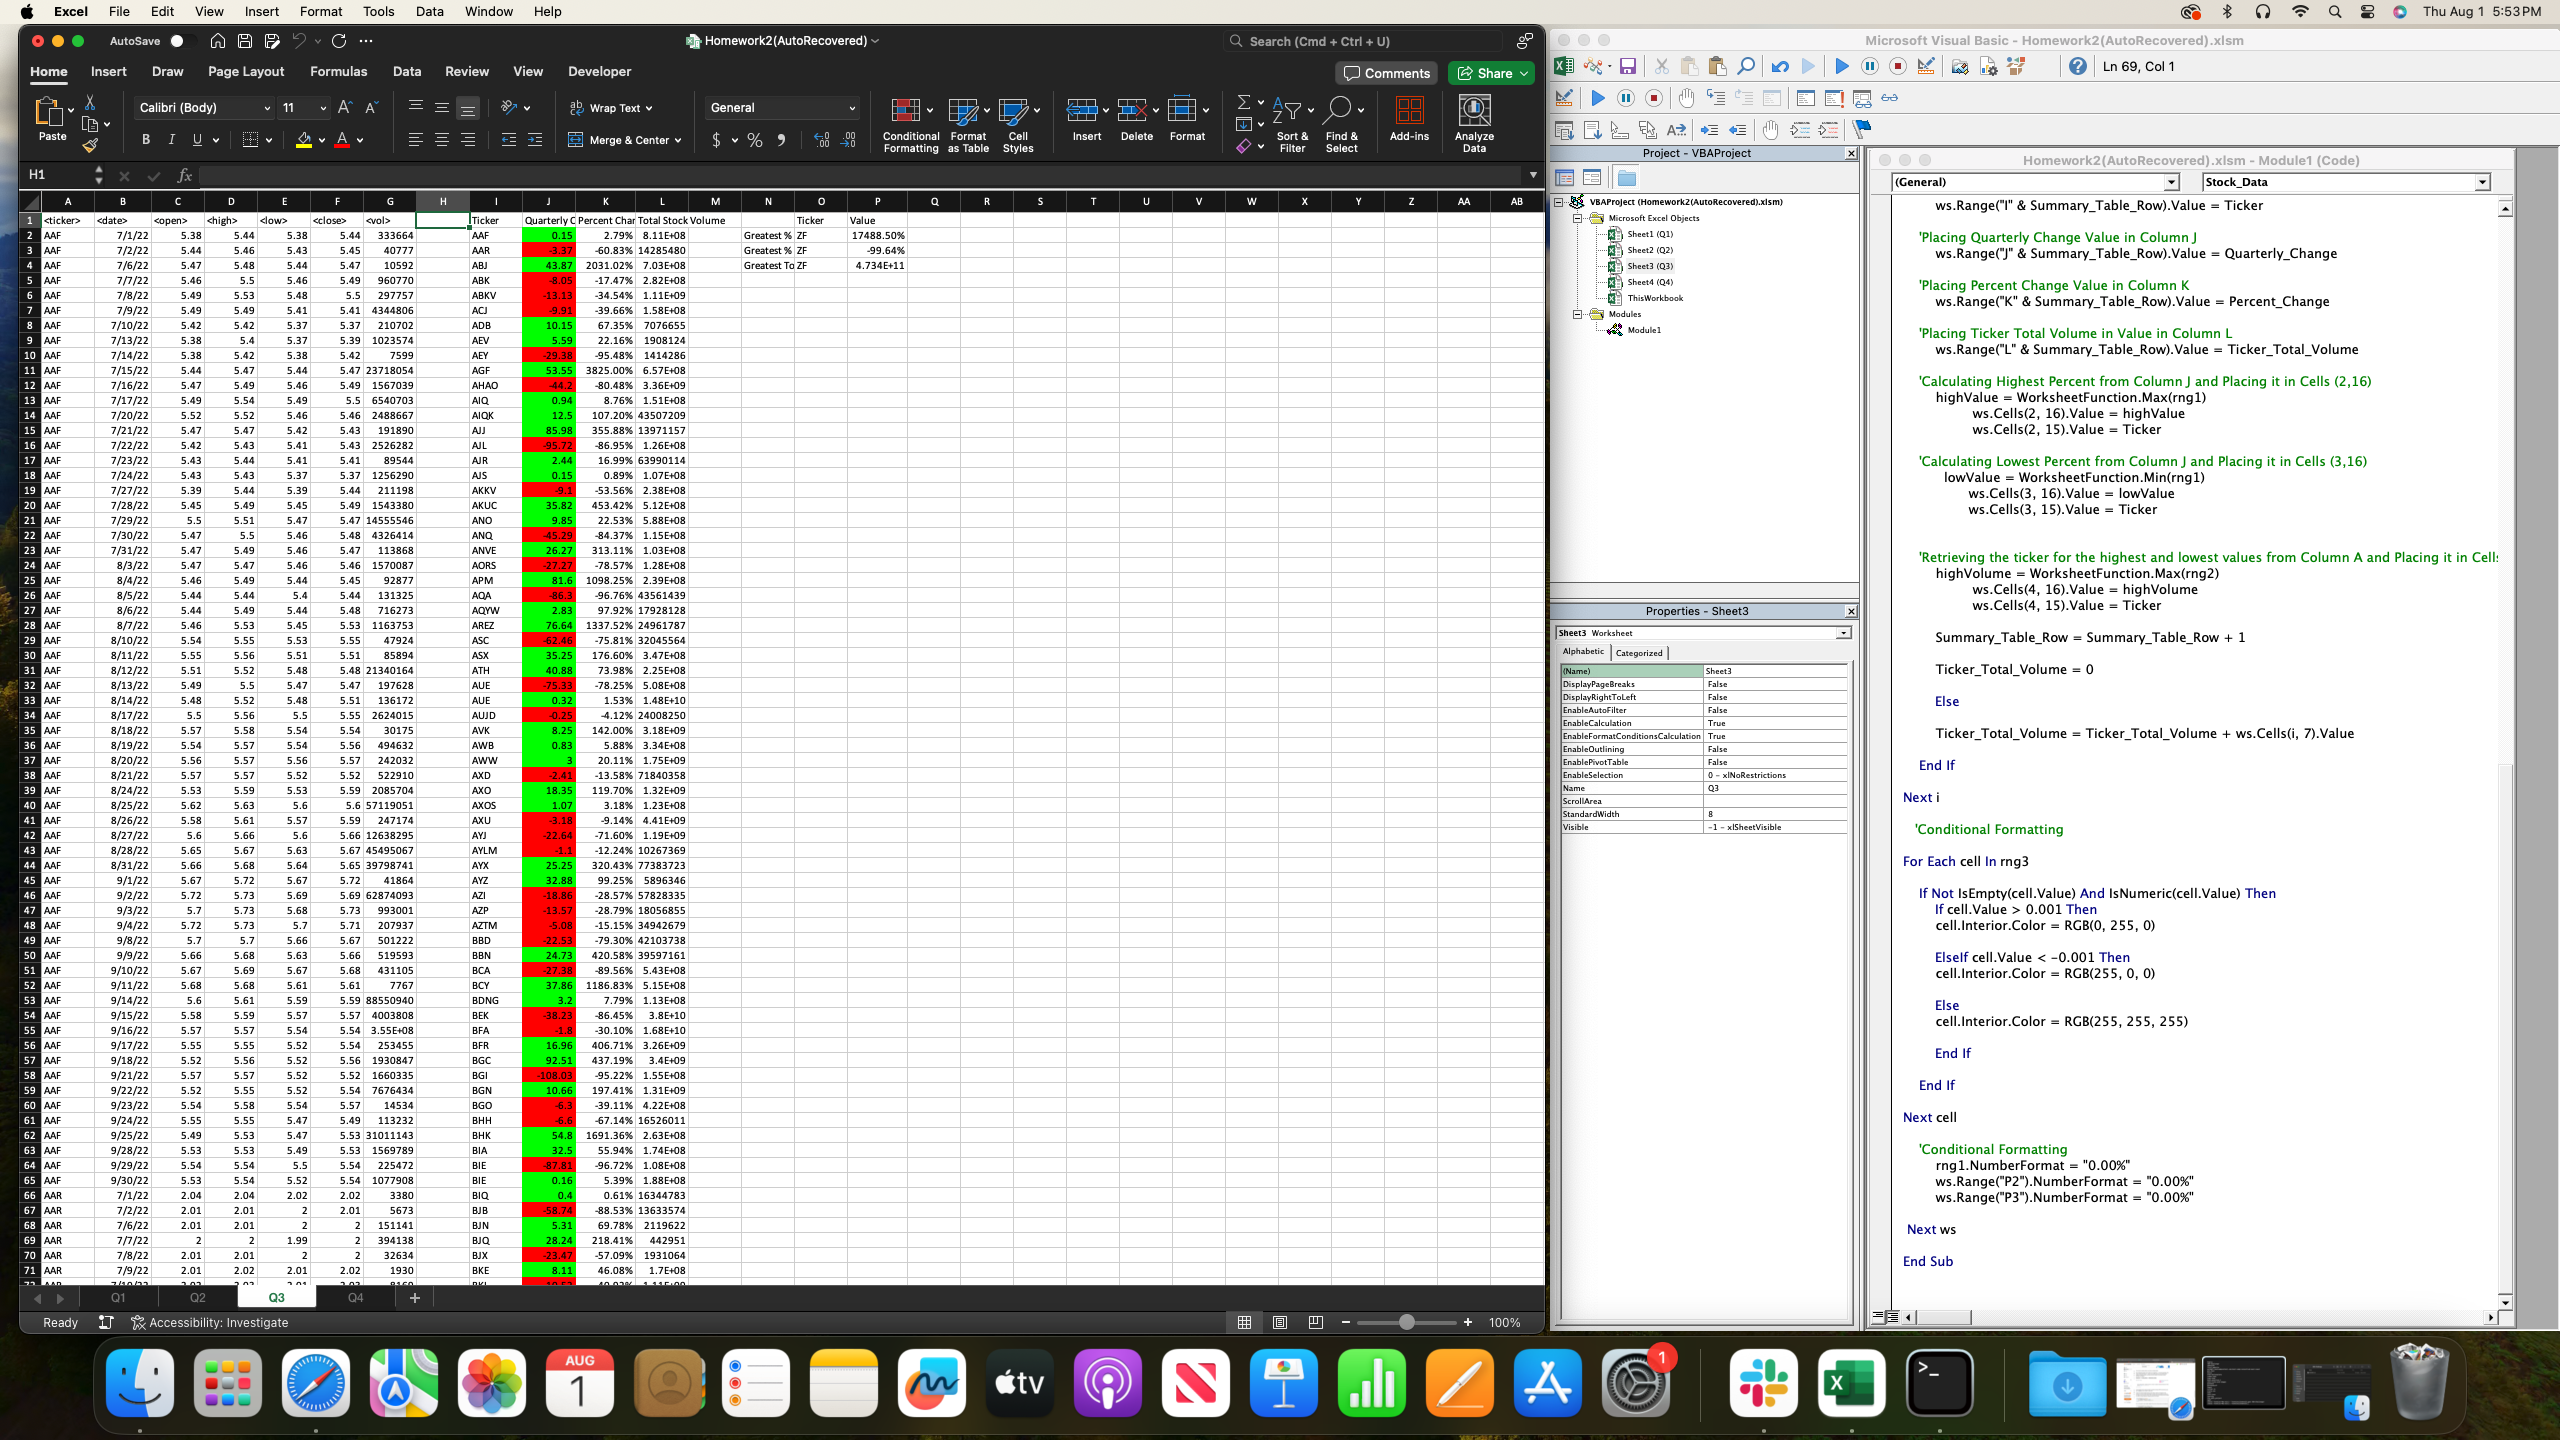 Excel File Edit View Insert Format Tools Data Window Help Thu Aug 1 5:53 PM
AutoSave Homework2(AutoRecovered) Search (Cmd + Ctrl + U)
Home Insert Draw Page Layout Formulas Data Review View Developer Comments Share
Paste Calibri (Body) 11 Wrap Text General
Merge & Center
Conditional Formatting Format as Table Cell Styles Insert Delete Format Sort & Filter Find & Select Add-ins Analyze Data
H1 fx
A B C D E F G H I J K L M N O P Q R S T U V W X Y Z AA AB
1 <ticker> <date> <open> <high> <low> <close> <vol> Ticker Quarterly C Percent Char Total Stock Volume Ticker Value
2 AAF 7/1/22 5.38 5.44 5.38 5.44 333664 AAF 0.15 2.79% 8.11E+08 Greatest % ZF 17488.50%
3 AAF 7/2/22 5.44 5.46 5.43 5.45 40777 AAR -3.37 -60.83% 14285480 Greatest % ZF -99.64%
4 AAF 7/6/22 5.47 5.48 5.44 5.47 10592 ABJ 43.87 2031.02% 7.03E+08 Greatest To ZF 4.734E+11
5 AAF 7/7/22 5.46 5.5 5.46 5.49 960770 ABK -8.05 -17.47% 2.82E+08
6 AAF 7/8/22 5.49 5.53 5.48 5.5 297757 ABKV -13.13 -34.54% 1.11E+09
7 AAF 7/9/22 5.49 5.49 5.41 5.41 4344806 ACJ -9.91 -39.66% 1.58E+08
8 AAF 7/10/22 5.42 5.42 5.37 5.37 210702 ADB 10.15 67.35% 7076655
9 AAF 7/13/22 5.38 5.4 5.37 5.39 1023574 AEV 5.59 22.16% 1908124
10 AAF 7/14/22 5.38 5.42 5.38 5.42 7599 AEY -29.38 -95.48% 1414286
11 AAF 7/15/22 5.44 5.47 5.44 5.47 23718054 AGF 53.55 3825.00% 6.57E+08
12 AAF 7/16/22 5.47 5.49 5.46 5.49 1567039 AHAO -44.2 -80.48% 3.36E+09
13 AAF 7/17/22 5.49 5.54 5.49 5.5 6540703 AIQ 0.94 8.76% 1.51E+08
14 AAF 7/20/22 5.52 5.52 5.46 5.46 2488667 AIQK 12.5 107.20% 43507209
15 AAF 7/21/22 5.47 5.47 5.42 5.43 191890 AJJ 85.98 355.88% 13971157
16 AAF 7/22/22 5.42 5.43 5.41 5.43 2526282 AJL -95.72 -86.95% 1.26E+08
17 AAF 7/23/22 5.43 5.44 5.41 5.41 89544 AJR 2.44 16.99% 63990114
18 AAF 7/24/22 5.43 5.43 5.37 5.37 1256290 AJS 0.15 0.89% 1.07E+08
19 AAF 7/27/22 5.39 5.44 5.39 5.44 211198 AKKV -9.1 -53.56% 2.38E+08
20 AAF 7/28/22 5.45 5.49 5.45 5.49 1543380 AKUC 35.82 453.42% 5.12E+08
21 AAF 7/29/22 5.5 5.51 5.47 5.47 14555546 ANO 9.85 22.53% 5.88E+08
22 AAF 7/30/22 5.47 5.5 5.46 5.48 4326414 ANQ -45.29 -84.37% 1.15E+08
23 AAF 7/31/22 5.47 5.49 5.46 5.47 113868 ANVE 26.27 313.11% 1.03E+08
24 AAF 8/3/22 5.47 5.47 5.46 5.46 1570087 AORS -27.27 -78.57% 1.28E+08
25 AAF 8/4/22 5.46 5.49 5.44 5.45 92877 APM 81.6 1098.25% 2.39E+08
26 AAF 8/5/22 5.44 5.44 5.4 5.44 131325 AQA -86.3 -96.76% 43561439
27 AAF 8/6/22 5.44 5.49 5.44 5.48 716273 AQYW 2.83 97.92% 17928128
28 AAF 8/7/22 5.46 5.53 5.45 5.53 1163753 AREZ 76.64 1337.52% 24961787
29 AAF 8/10/22 5.54 5.55 5.53 5.55 47924 ASC -62.46 -75.81% 32045564
30 AAF 8/11/22 5.55 5.56 5.51 5.51 85894 ASX 35.25 176.60% 3.47E+08
31 AAF 8/12/22 5.51 5.52 5.48 5.48 21340164 ATH 40.88 73.98% 2.25E+08
32 AAF 8/13/22 5.49 5.5 5.47 5.47 197628 AUE -75.33 -78.25% 5.08E+08
33 AAF 8/14/22 5.48 5.52 5.48 5.51 136172 AUE 0.32 1.53% 1.48E+10
34 AAF 8/17/22 5.5 5.56 5.5 5.55 2624015 AUJD -0.25 -4.12% 24008250
35 AAF 8/18/22 5.57 5.58 5.54 5.54 30175 AVK 8.25 142.00% 3.18E+09
36 AAF 8/19/22 5.54 5.57 5.54 5.56 494632 AWB 0.83 5.88% 3.34E+08
37 AAF 8/20/22 5.56 5.57 5.56 5.57 242032 AWW 3 20.11% 1.75E+09
38 AAF 8/21/22 5.57 5.57 5.52 5.52 522910 AXD -2.41 -13.58% 71840358
39 AAF 8/24/22 5.53 5.59 5.53 5.59 2085704 AXO 18.35 119.70% 1.32E+09
40 AAF 8/25/22 5.62 5.63 5.6 5.6 57119051 AXOS 1.07 3.18% 1.23E+08
41 AAF 8/26/22 5.58 5.61 5.57 5.59 247174 AXU -3.18 -9.14% 4.41E+09
42 AAF 8/27/22 5.6 5.66 5.6 5.66 12638295 AYJ -22.64 -71.60% 1.19E+09
43 AAF 8/28/22 5.65 5.67 5.63 5.67 45495067 AYLM -1.1 -12.24% 10267369
44 AAF 8/31/22 5.66 5.68 5.64 5.65 39798741 AYX 25.25 320.43% 77383723
45 AAF 9/1/22 5.67 5.72 5.67 5.72 41864 AYZ 32.88 99.25% 5896346
46 AAF 9/2/22 5.72 5.73 5.69 5.69 62874093 AZI -18.86 -28.57% 57828335
47 AAF 9/3/22 5.7 5.73 5.68 5.73 993001 AZP -13.57 -28.79% 18056855
48 AAF 9/4/22 5.72 5.73 5.7 5.71 207937 AZTM -5.08 -15.15% 34942679
49 AAF 9/8/22 5.7 5.7 5.66 5.67 501222 BBD -22.53 -79.30% 42103738
50 AAF 9/9/22 5.66 5.68 5.63 5.66 519593 BBN 24.73 420.58% 39597161
51 AAF 9/10/22 5.67 5.69 5.67 5.68 431105 BCA -27.38 -89.56% 5.43E+08
52 AAF 9/11/22 5.68 5.68 5.61 5.61 7767 BCY 37.86 1186.83% 5.15E+08
53 AAF 9/14/22 5.6 5.61 5.59 5.59 88550940 BDNG 3.2 7.79% 1.13E+08
54 AAF 9/15/22 5.58 5.59 5.57 5.57 4003808 BEK -38.23 -86.45% 3.8E+10
55 AAF 9/16/22 5.57 5.57 5.54 5.54 3.55E+08 BFA -1.8 -30.10% 1.68E+10
56 AAF 9/17/22 5.55 5.55 5.52 5.54 253455 BFR 16.96 406.71% 3.26E+09
57 AAF 9/18/22 5.52 5.56 5.52 5.56 1930847 BGC 92.51 437.19% 3.4E+09
58 AAF 9/21/22 5.57 5.57 5.52 5.52 1660335 BGI -108.03 -95.22% 1.55E+08
59 AAF 9/22/22 5.52 5.55 5.52 5.54 7676434 BGN 10.66 197.41% 1.31E+09
60 AAF 9/23/22 5.54 5.58 5.54 5.57 14534 BGO -6.3 -39.11% 4.22E+08
61 AAF 9/24/22 5.55 5.55 5.47 5.49 113232 BHH -6.6 -67.14% 16526011
62 AAF 9/25/22 5.49 5.53 5.47 5.53 31011143 BHK 54.8 1691.36% 2.63E+08
63 AAF 9/28/22 5.53 5.53 5.49 5.53 1569789 BIA 32.5 55.94% 1.74E+08
64 AAF 9/29/22 5.54 5.54 5.5 5.54 225472 BIE -87.81 -96.72% 1.08E+08
65 AAF 9/30/22 5.53 5.54 5.52 5.54 1077908 BIE 0.16 5.39% 1.88E+08
66 AAR 7/1/22 2.04 2.04 2.02 2.02 3380 BIQ 0.4 0.61% 16344783
67 AAR 7/2/22 2.01 2.01 2 2.01 5673 BJB -58.74 -88.53% 13633574
68 AAR 7/6/22 2.01 2.01 2 2 151141 BJN 5.31 69.78% 2119622
69 AAR 7/7/22 2 2 1.99 2 394138 BJQ 28.24 218.41% 442951
70 AAR 7/8/22 2.01 2.01 2 2 32634 BJX -23.47 -57.09% 1931064
71 AAR 7/9/22 2.01 2.02 2.01 2.02 1930 BKE 8.11 46.08% 1.7E+08
Q1 Q2 Q3 Q4 +
Ready Accessibility: Investigate 100%
Microsoft Visual Basic - Homework2(AutoRecovered).xlsm
Ln 69, Col 1
Project - VBAProject
VBAProject (Homework2(AutoRecovered).xlsm)
Microsoft Excel Objects
Sheet1 (Q1)
Sheet2 (Q2)
Sheet3 (Q3)
Sheet4 (Q4)
ThisWorkbook
Modules
Module1
Properties - Sheet3
Sheet3 Worksheet
Alphabetic Categorized
(Name) Sheet3
DisplayPageBreaks False
DisplayRightToLeft False
EnableAutoFilter False
EnableCalculation True
EnableFormatConditionsCalculation True
EnableOutlining False
EnablePivotTable False
EnableSelection 0 - xlNoRestrictions
Name Q3
ScrollArea
StandardWidth 8
Visible -1 - xlSheetVisible
Homework2(AutoRecovered).xlsm - Module1 (Code)
(General) Stock_Data
ws.Range("I" & Summary_Table_Row).Value = Ticker
'Placing Quarterly Change Value in Column J
ws.Range("J" & Summary_Table_Row).Value = Quarterly_Change
'Placing Percent Change Value in Column K
ws.Range("K" & Summary_Table_Row).Value = Percent_Change
'Placing Ticker Total Volume in Value in Column L
ws.Range("L" & Summary_Table_Row).Value = Ticker_Total_Volume
'Calculating Highest Percent from Column J and Placing it in Cells (2,16)
highValue = WorksheetFunction.Max(rng1)
ws.Cells(2, 16).Value = highValue
ws.Cells(2, 15).Value = Ticker
'Calculating Lowest Percent from Column J and Placing it in Cells (3,16)
lowValue = WorksheetFunction.Min(rng1)
ws.Cells(3, 16).Value = lowValue
ws.Cells(3, 15).Value = Ticker
'Retrieving the ticker for the highest and lowest values from Column A and Placing it in Cells
highVolume = WorksheetFunction.Max(rng2)
ws.Cells(4, 16).Value = highVolume
ws.Cells(4, 15).Value = Ticker
Summary_Table_Row = Summary_Table_Row + 1
Ticker_Total_Volume = 0
Else
Ticker_Total_Volume = Ticker_Total_Volume + ws.Cells(i, 7).Value
End If
Next i
'Conditional Formatting
For Each cell In rng3
If Not IsEmpty(cell.Value) And IsNumeric(cell.Value) Then
If cell.Value > 0.001 Then
cell.Interior.Color = RGB(0, 255, 0)
ElseIf cell.Value < -0.001 Then
cell.Interior.Color = RGB(255, 0, 0)
Else
cell.Interior.Color = RGB(255, 255, 255)
End If
End If
Next cell
'Conditional Formatting
rng1.NumberFormat = "0.00%"
ws.Range("P2").NumberFormat = "0.00%"
ws.Range("P3").NumberFormat = "0.00%"
Next ws
End Sub
AUG
1
tv
1